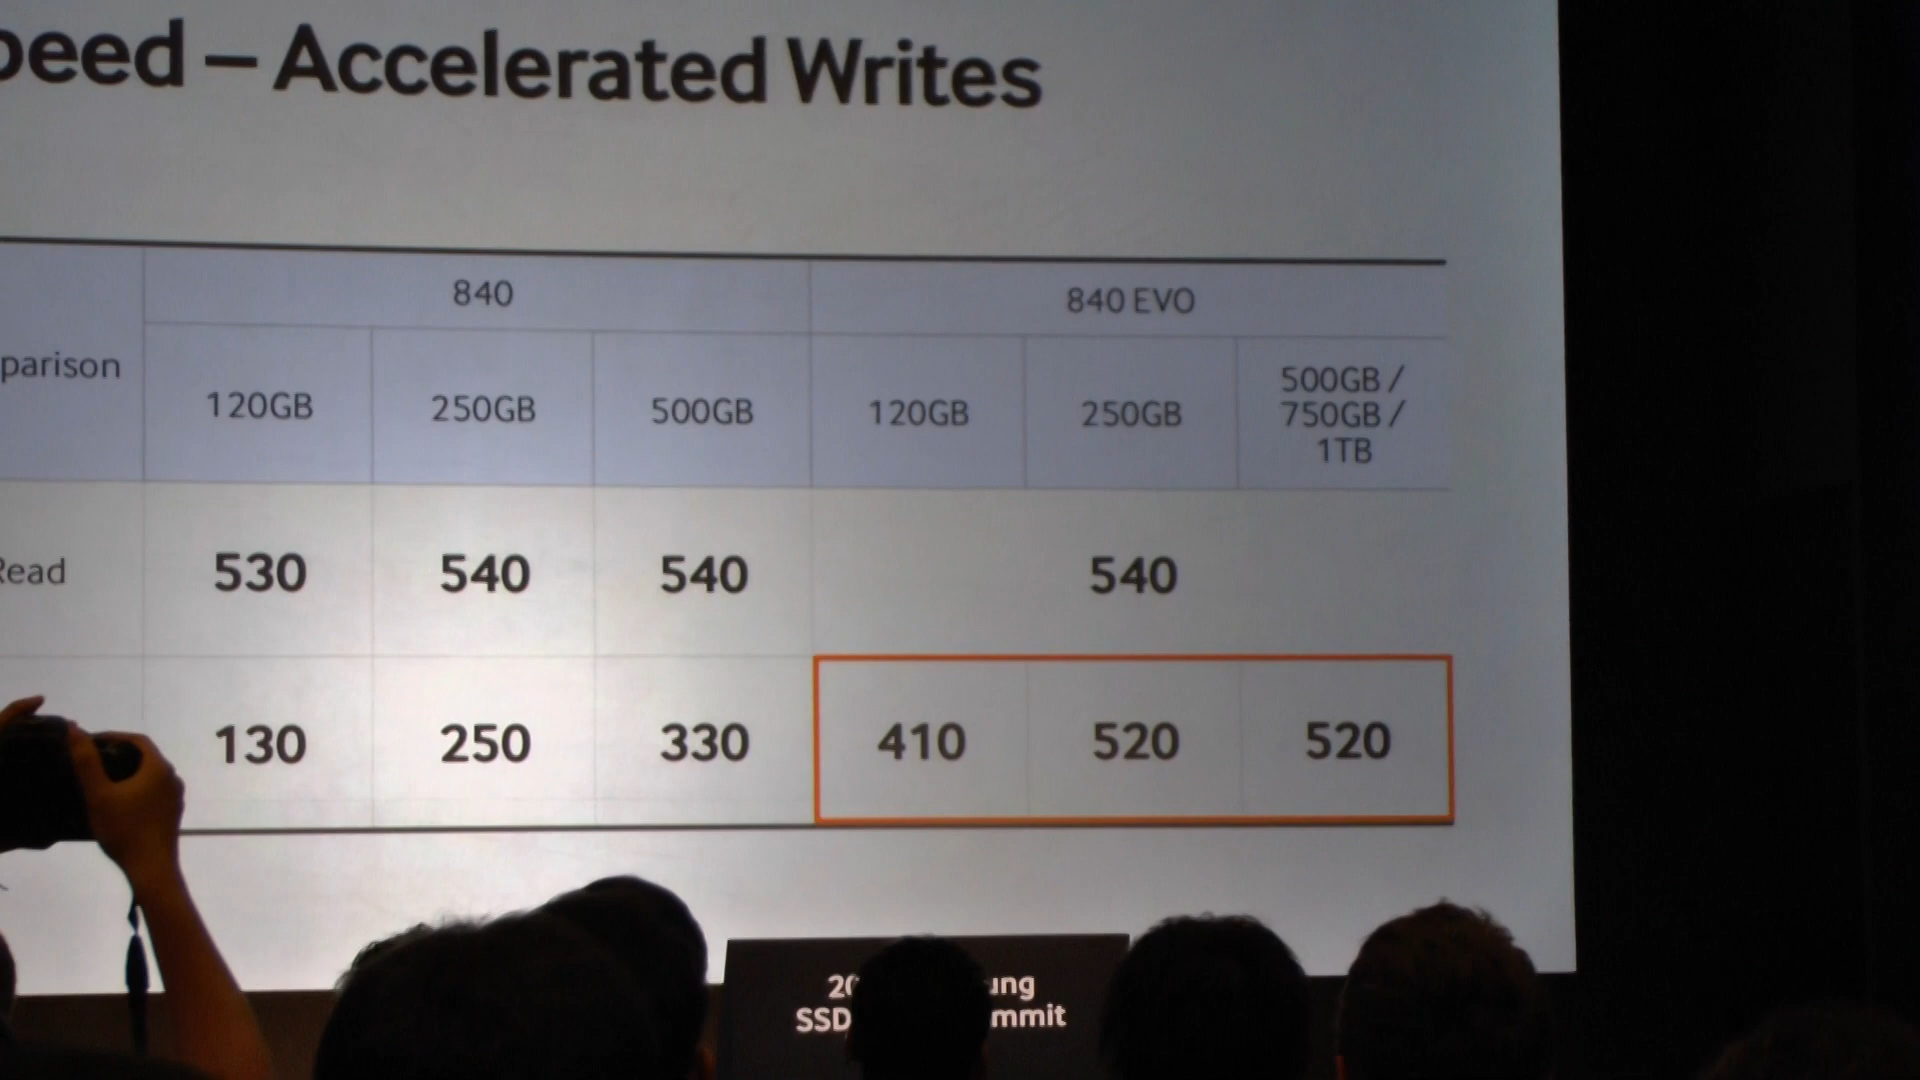 peed – Accelerated Writes
840 840 EVO
parison 120GB 250GB 500GB 120GB 250GB 500GB /
750GB /
1TB
Read 530 540 540 540
130 250 330 410 520 520
20 ung
SSD mmit